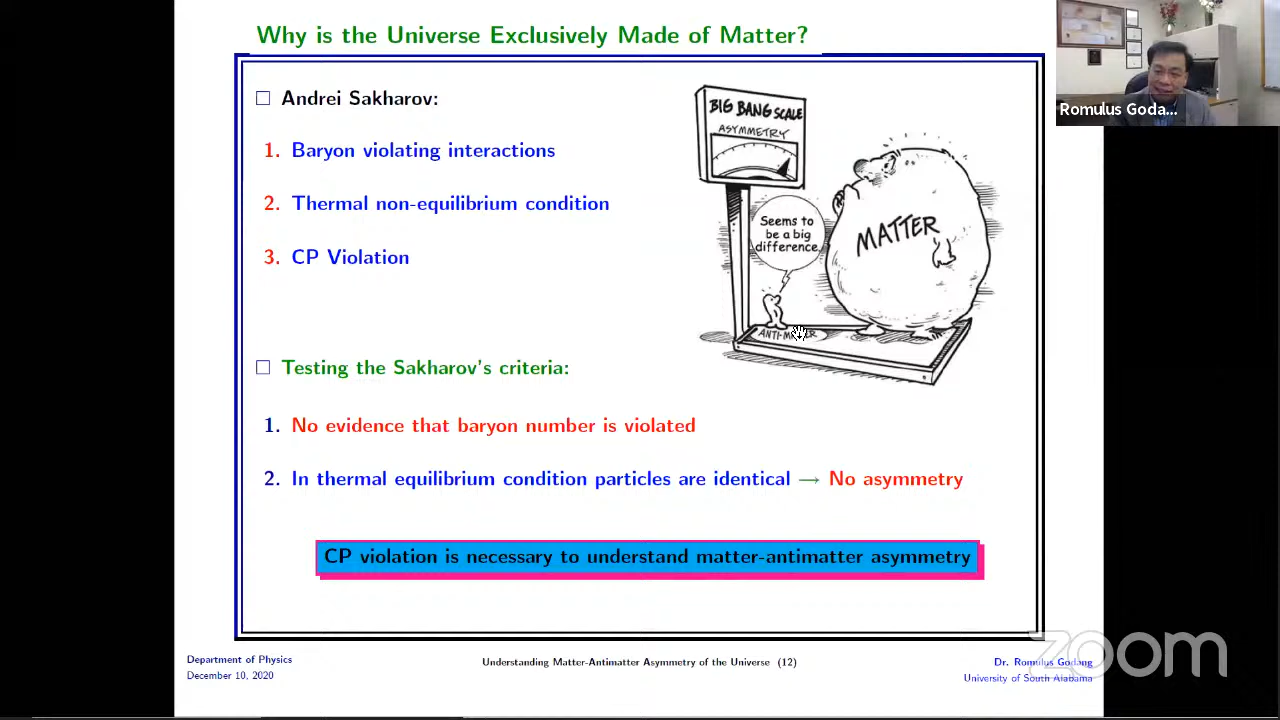 Why is the Universe Exclusively Made of Matter?
Andrei Sakharov:
1. Baryon violating interactions
2. Thermal non-equilibrium condition
3. CP Violation
BIG BANG SCALE
ASYMMETRY
Seems to
be a big
difference
MATTER
Testing the Sakharov's criteria:
1. No evidence that baryon number is violated
2. In thermal equilibrium condition particles are identical → No asymmetry
CP violation is necessary to understand matter-antimatter asymmetry
Department of Physics
December 10, 2020
Understanding Matter-Antimatter Asymmetry of the Universe (12)
Dr. Romulus Godang
University of South Alabama
Romulus Goda...
zoom